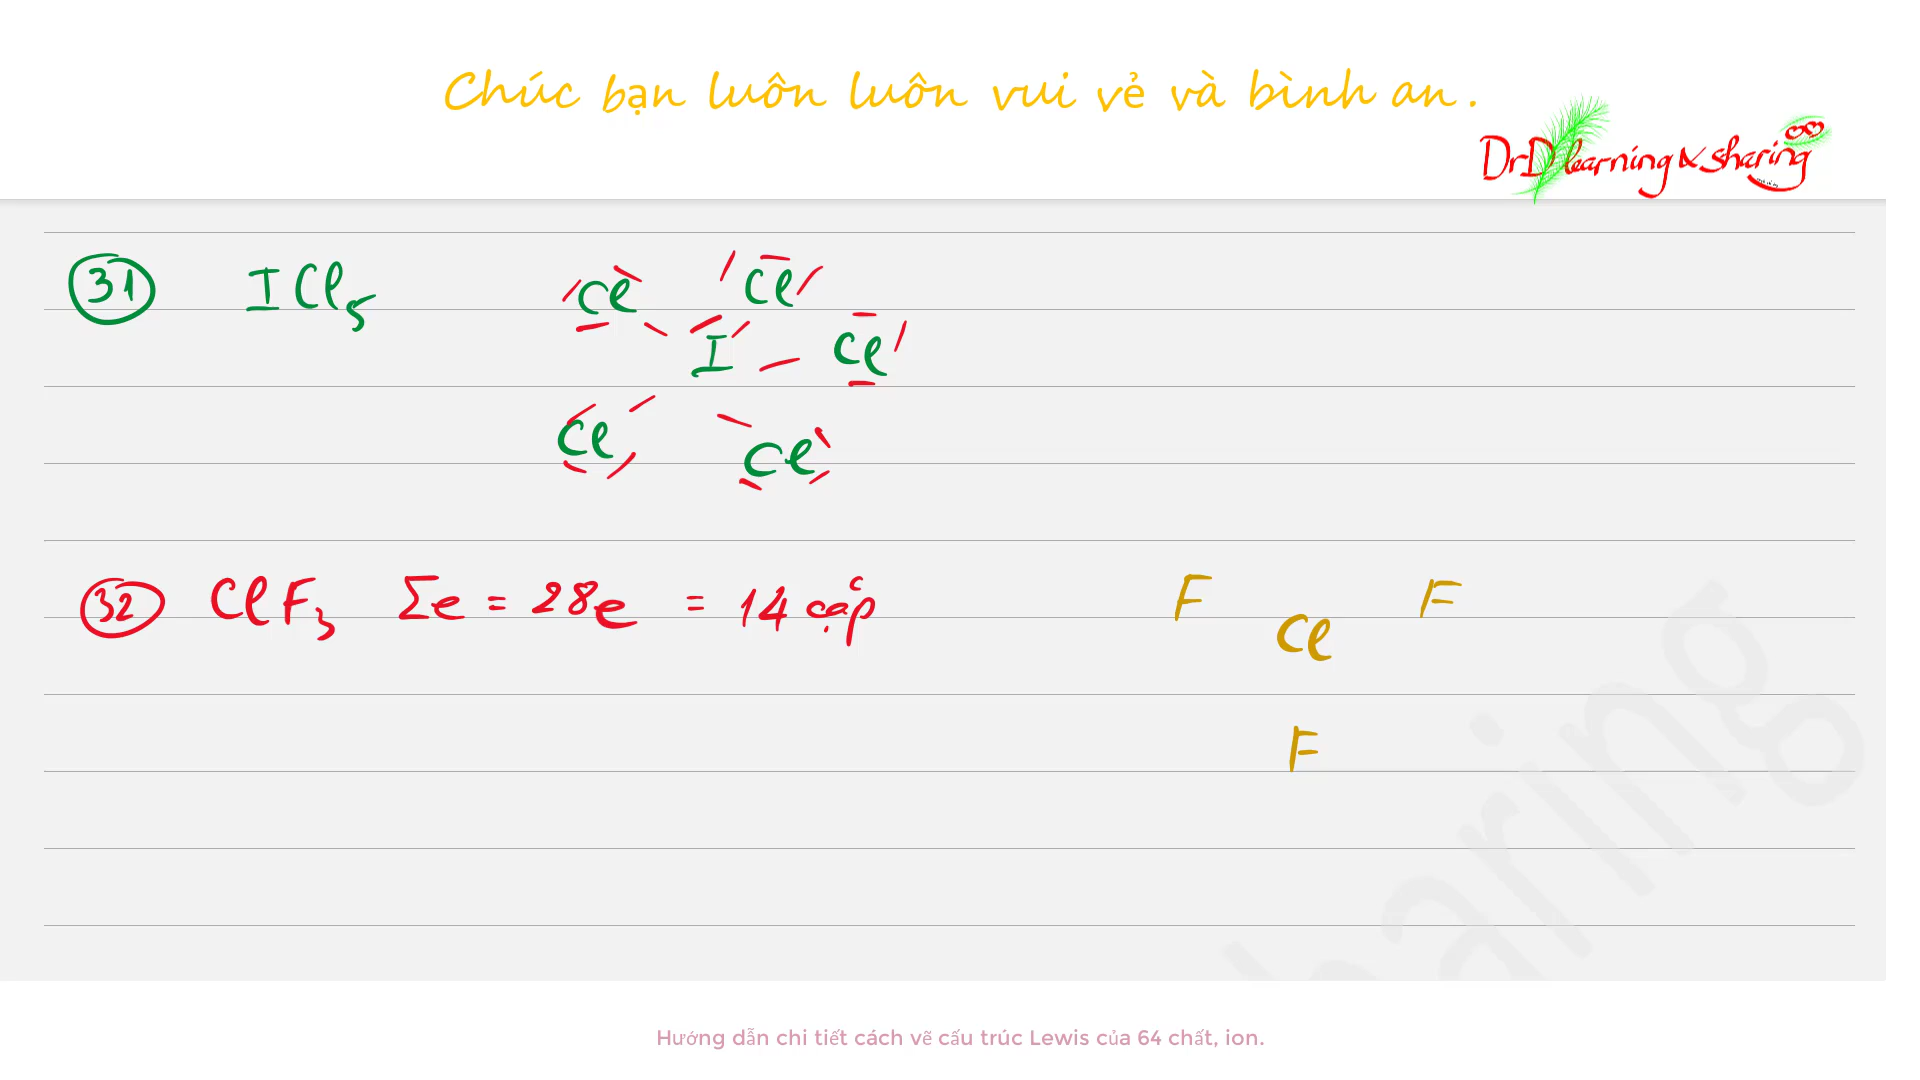 Chúc bạn luôn luôn vui vẻ và bình an.
DrD learning & sharing
31 ICl5 Cl Cl
I Cl
Cl Cl
32 ClF3 Σe = 28e = 14 cặp F Cl F
F
haring
Hướng dẫn chi tiết cách vẽ cấu trúc Lewis của 64 chất, ion.